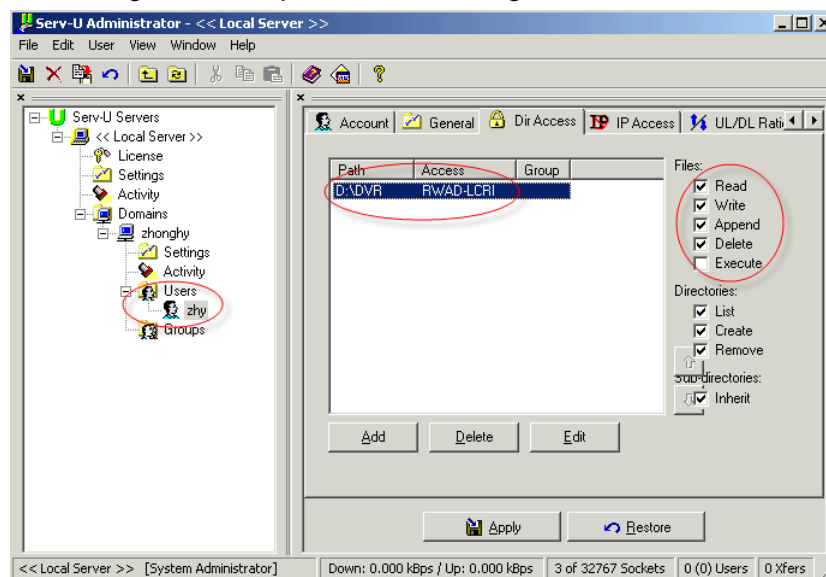 Serv-U Administrator - << Local Server >>
File Edit User View Window Help
Serv-U Servers
<< Local Server >>
License
Settings
Activity
Domains
zhonghy
Settings
Activity
Users
zhy
Groups
Account General Dir Access IP Access UL/DL Rati
Path Access Group
D:\DVR RWAD-LCRI
Files:
Read
Write
Append
Delete
Execute
Directories:
List
Create
Remove
Sub-directories:
Inherit
Add Delete Edit
Apply Restore
<< Local Server >> [System Administrator] Down: 0.000 kBps / Up: 0.000 kBps 3 of 32767 Sockets 0 (0) Users 0 Xfers